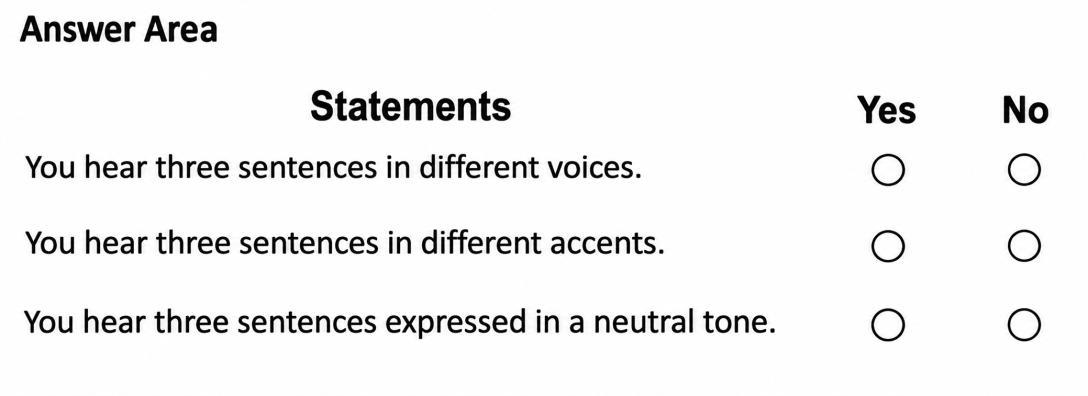 Answer Area
Statements Yes No
You hear three sentences in different voices.
You hear three sentences in different accents.
You hear three sentences expressed in a neutral tone.